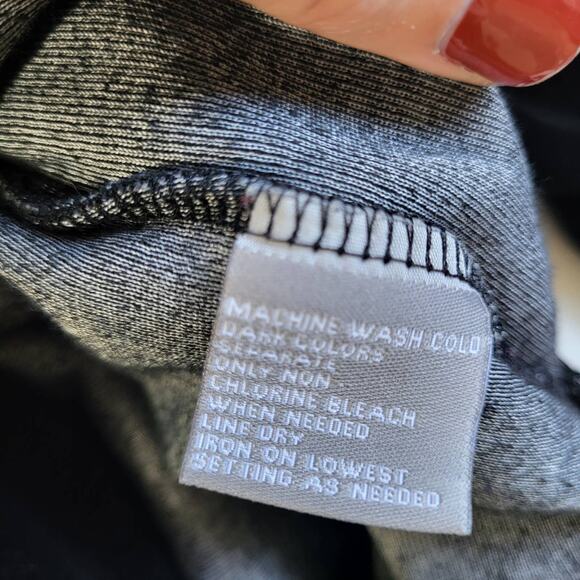 MACHINE WASH COLD
DARK COLORS
SEPARATE
ONLY NON
CHLORINE BLEACH
WHEN NEEDED
LINE DRY
IRON ON LOWEST
SETTING AS NEEDED